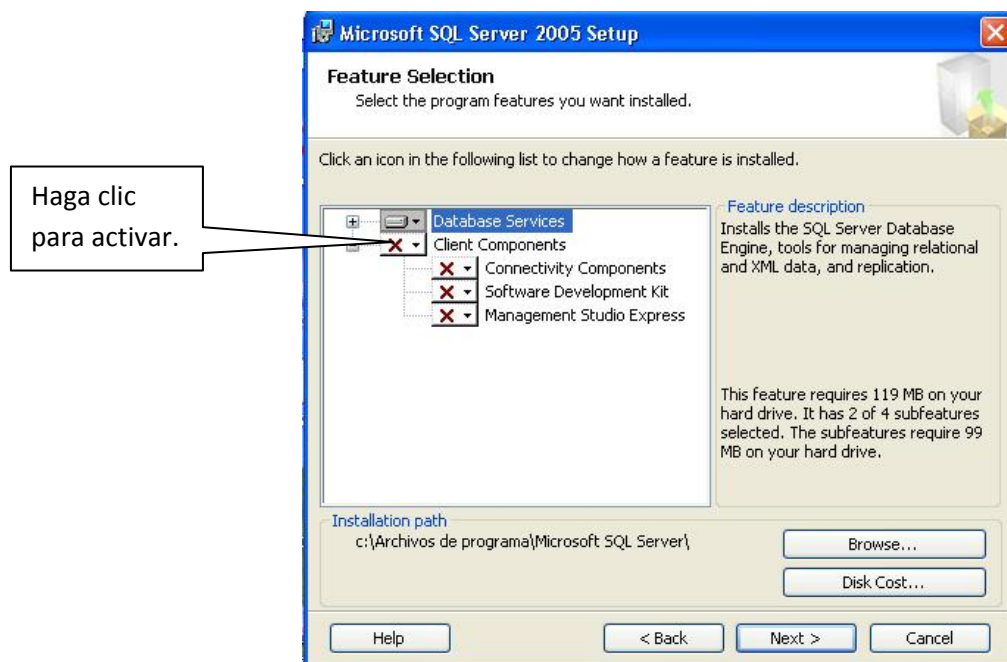 Microsoft SQL Server 2005 Setup
Feature Selection
Select the program features you want installed.
Click an icon in the following list to change how a feature is installed.
Haga clic
para activar.
Database Services
Client Components
Connectivity Components
Software Development Kit
Management Studio Express
Feature description
Installs the SQL Server Database
Engine, tools for managing relational
and XML data, and replication.
This feature requires 119 MB on your
hard drive. It has 2 of 4 subfeatures
selected. The subfeatures require 99
MB on your hard drive.
Installation path
c:\Archivos de programa\Microsoft SQL Server\
Browse...
Disk Cost...
Help
< Back
Next >
Cancel